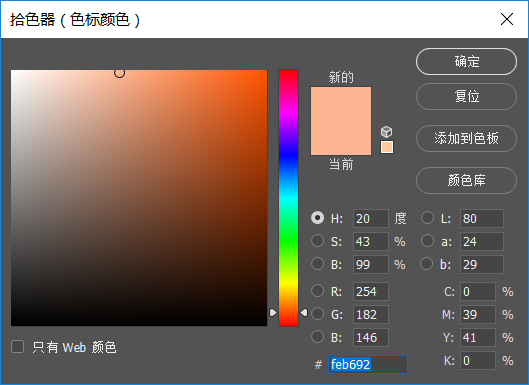 拾色器（色标颜色）
确定
新的
复位
添加到色板
当前
颜色库
H: 20 度 L: 80
S: 43 % a: 24
B: 99 % b: 29
R: 254 C: 0 %
G: 182 M: 39 %
B: 146 Y: 41 %
只有 Web 颜色 K: 0 %
# feb692